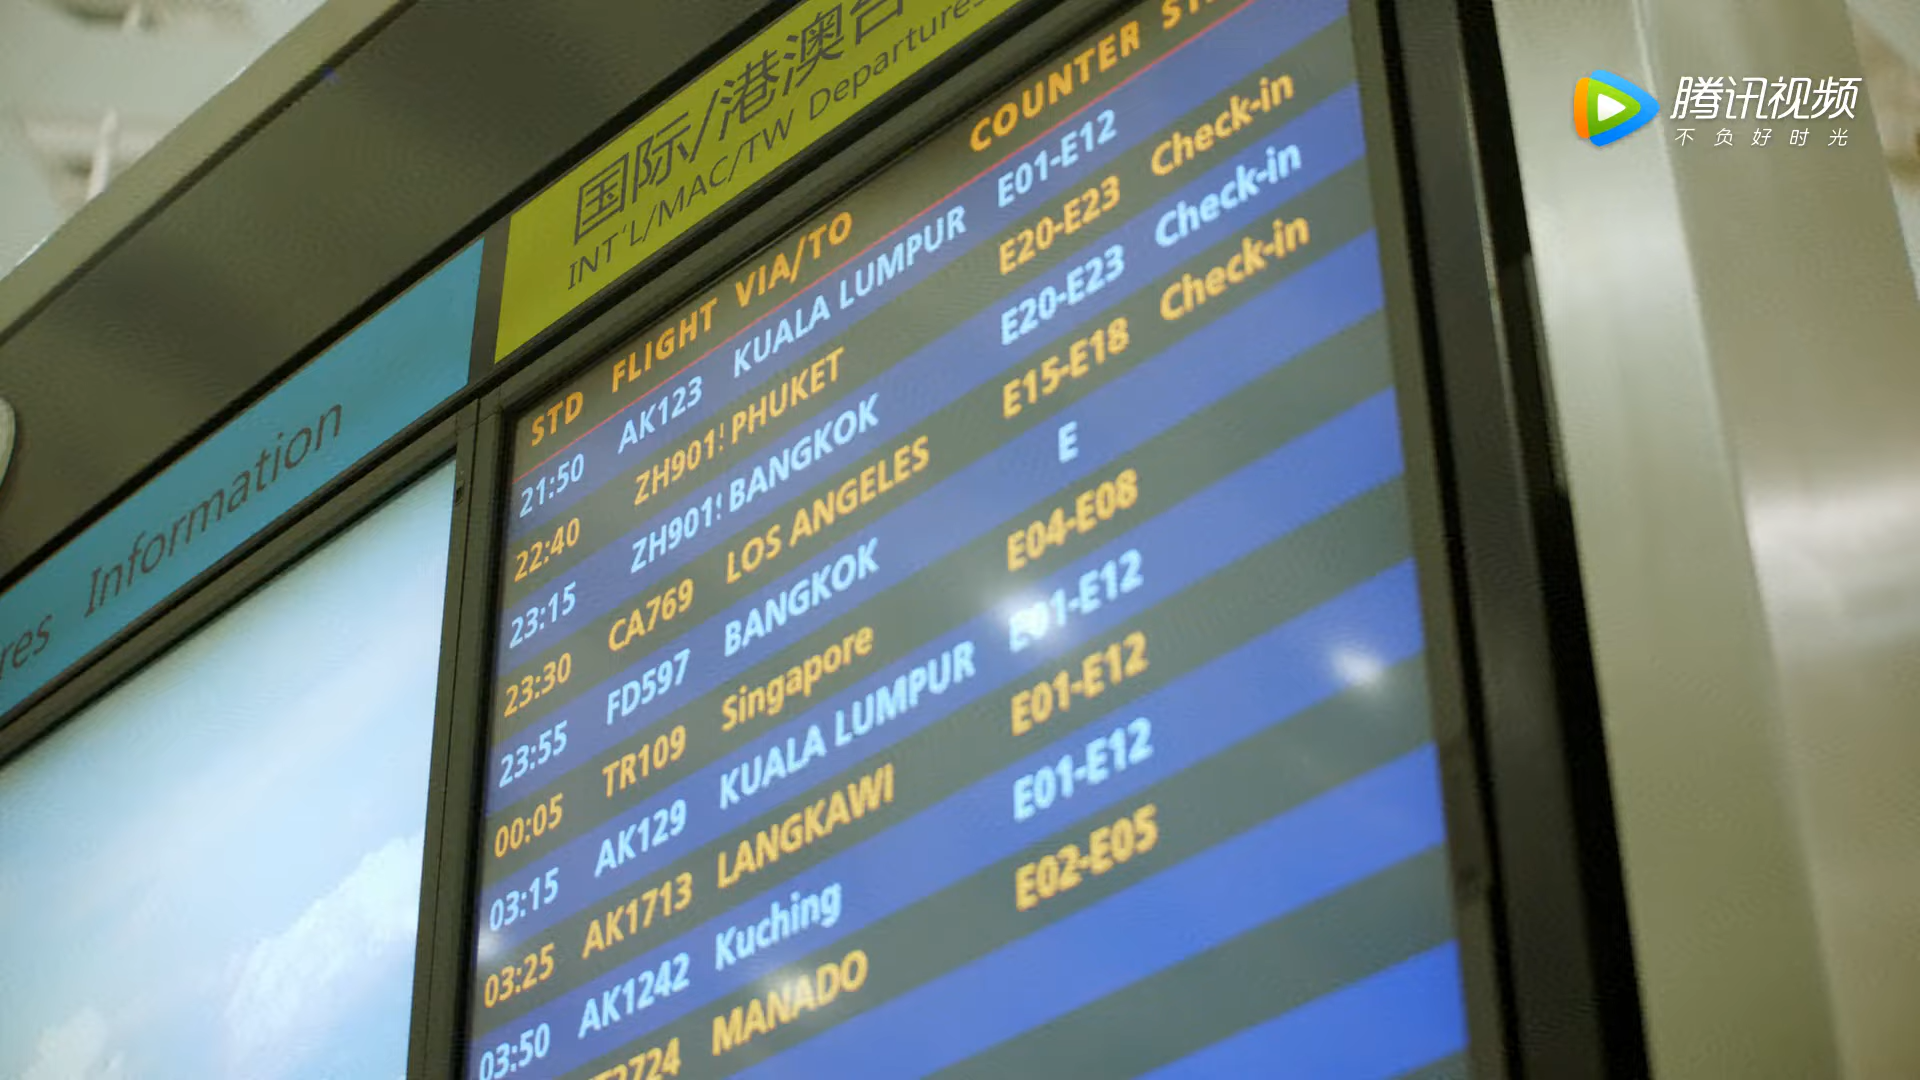 腾讯视频
不负好时光
国际/港澳台
INT'L/MAC/TW Departures
Information
STD FLIGHT VIA/TO COUNTER
21:50 AK123 KUALA LUMPUR E01-E12
22:40 ZH901 PHUKET E20-E23 Check-in
23:15 ZH901 BANGKOK E20-E23 Check-in
23:30 CA769 LOS ANGELES E15-E18 Check-in
23:55 FD597 BANGKOK E
00:05 TR109 Singapore E04-E08
03:15 AK129 KUALA LUMPUR E01-E12
03:25 AK1713 LANGKAWI E01-E12
03:50 AK1242 Kuching E01-E12
MANADO E02-E05